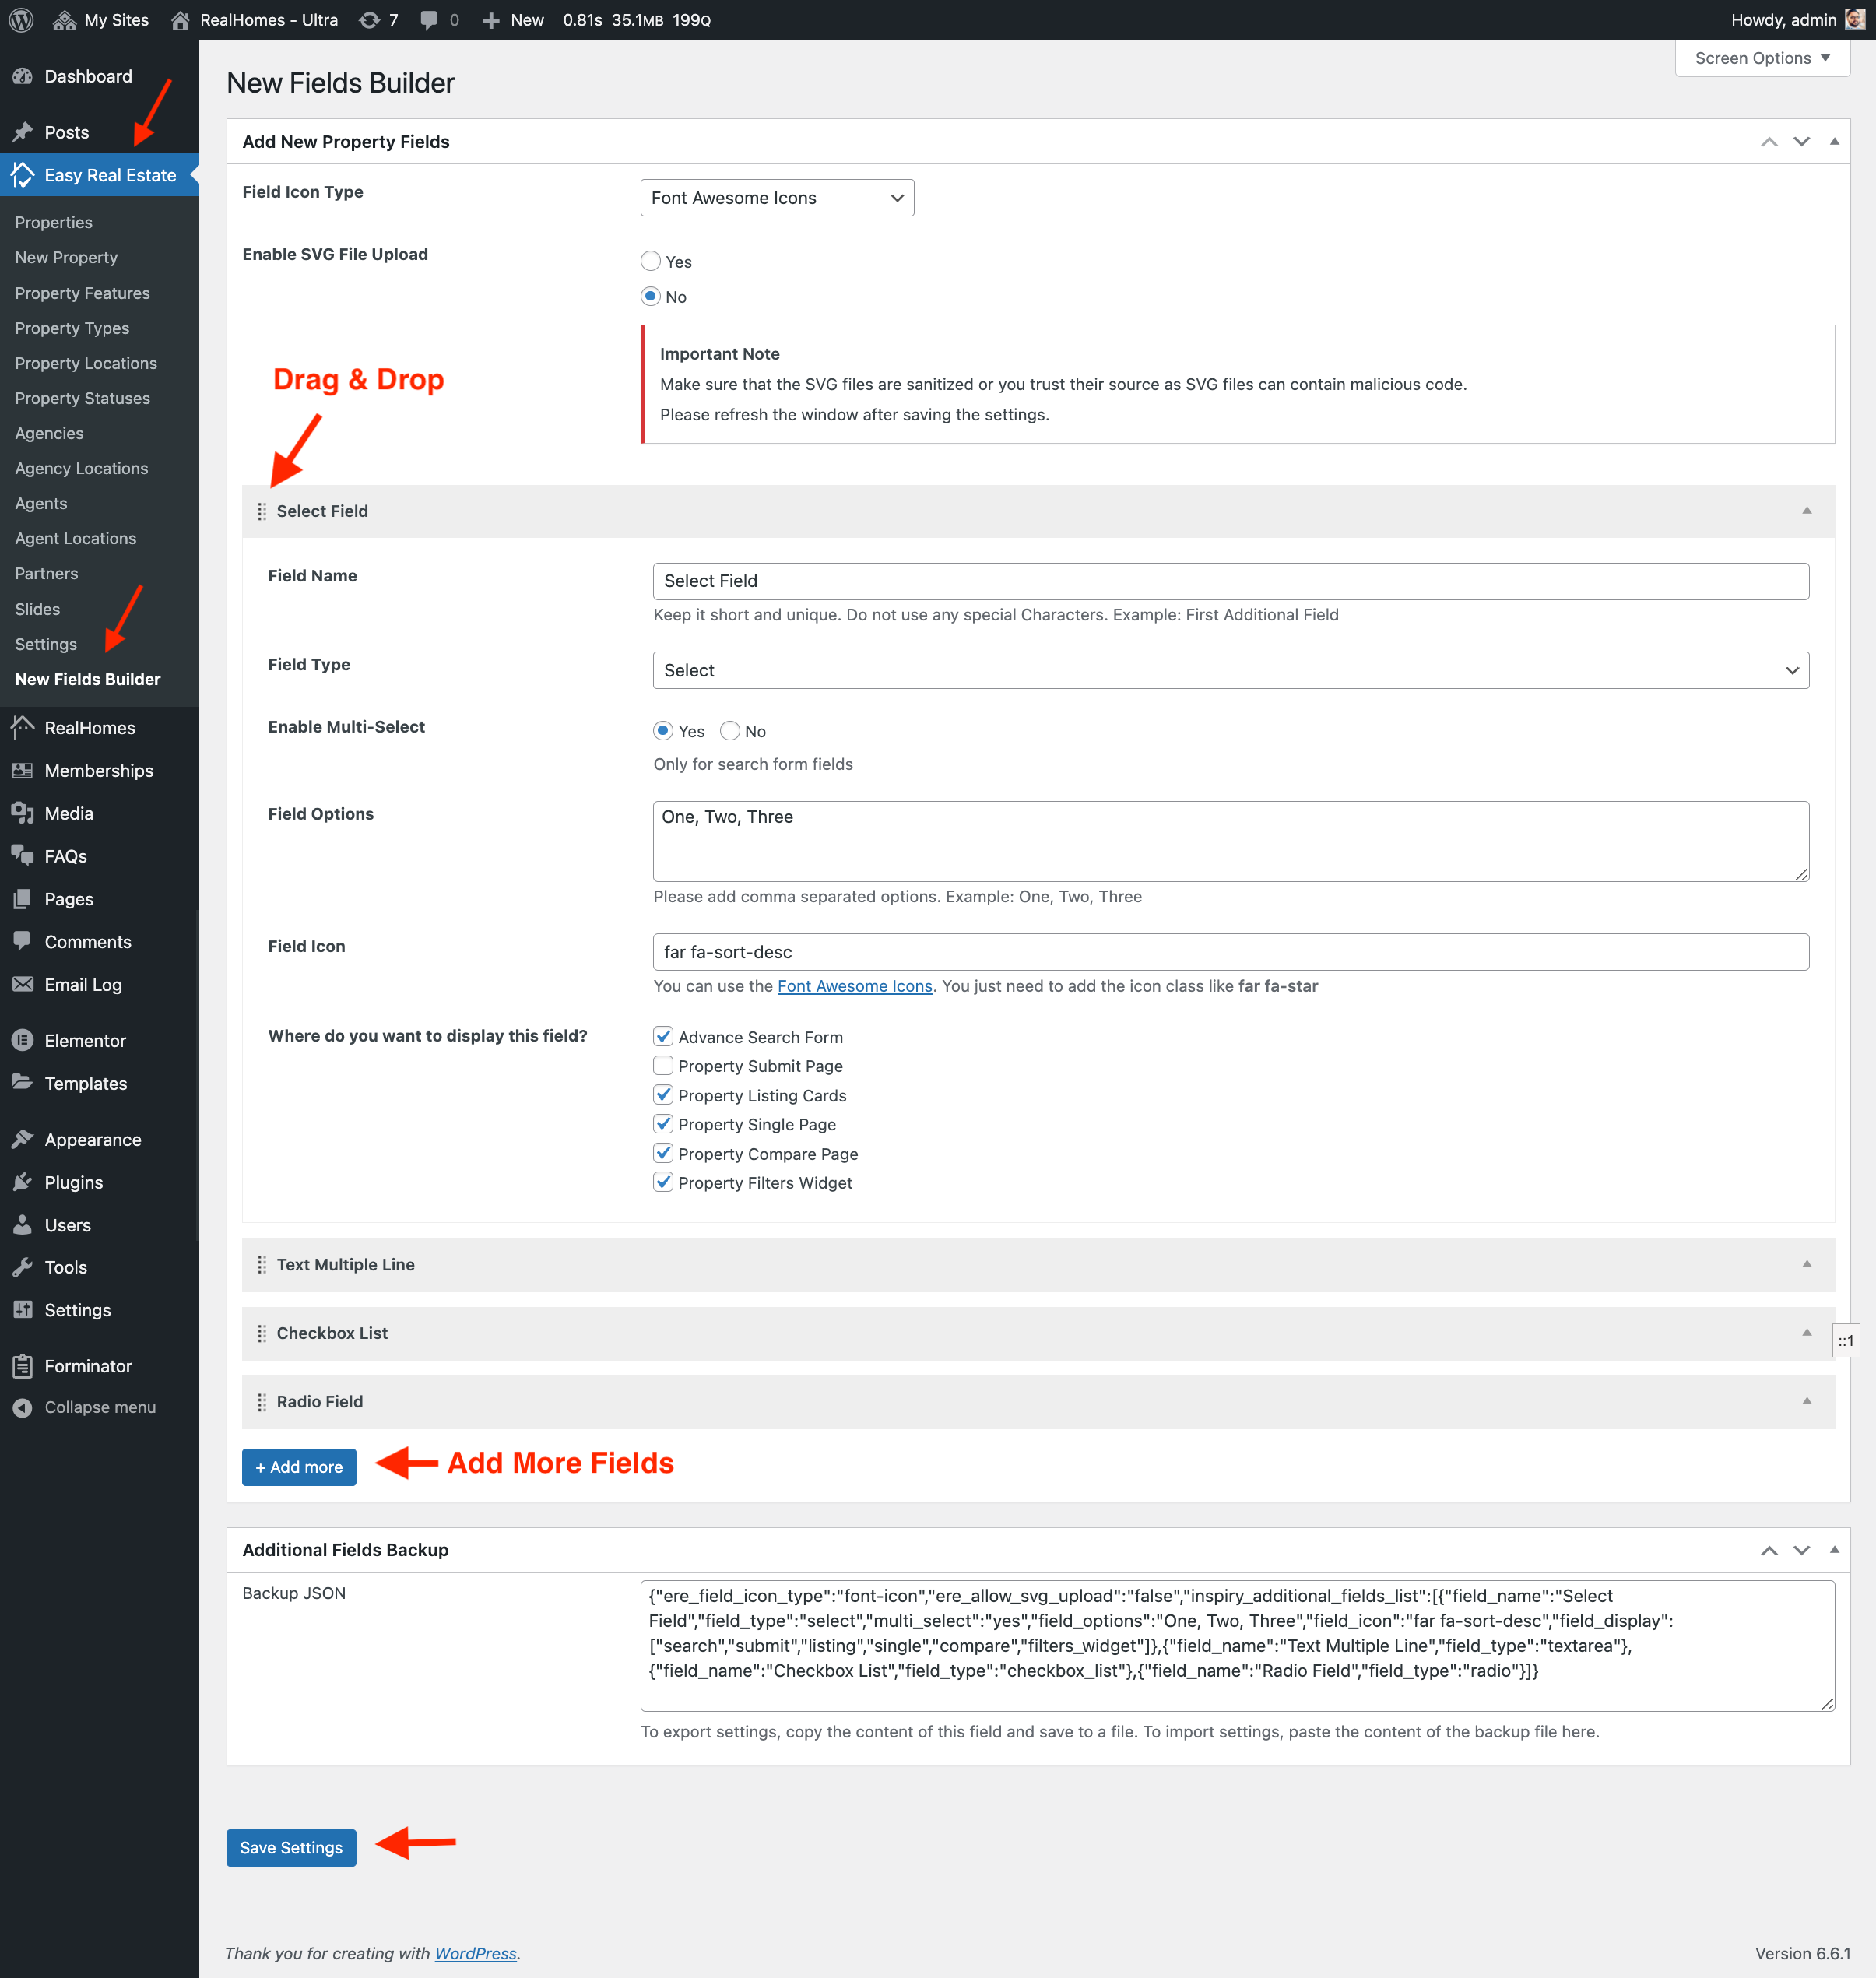 My Sites RealHomes - Ultra 7 0 New 0.81s 35.1MB 199Q Howdy, admin
Screen Options ▼
Dashboard
Posts
Easy Real Estate
Properties
New Property
Property Features
Property Types
Property Locations
Property Statuses
Agencies
Agency Locations
Agents
Agent Locations
Partners
Slides
Settings
New Fields Builder
RealHomes
Memberships
Media
FAQs
Pages
Comments
Email Log
Elementor
Templates
Appearance
Plugins
Users
Tools
Settings
Forminator
Collapse menu
New Fields Builder
Add New Property Fields
Field Icon Type
Font Awesome Icons
Enable SVG File Upload
Yes
No
Important Note
Make sure that the SVG files are sanitized or you trust their source as SVG files can contain malicious code.
Please refresh the window after saving the settings.
Drag & Drop
Select Field
Field Name
Select Field
Keep it short and unique. Do not use any special Characters. Example: First Additional Field
Field Type
Select
Enable Multi-Select
Yes No
Only for search form fields
Field Options
One, Two, Three
Please add comma separated options. Example: One, Two, Three
Field Icon
far fa-sort-desc
You can use the Font Awesome Icons. You just need to add the icon class like far fa-star
Where do you want to display this field?
Advance Search Form
Property Submit Page
Property Listing Cards
Property Single Page
Property Compare Page
Property Filters Widget
Text Multiple Line
Checkbox List
::1
Radio Field
+ Add more
Add More Fields
Additional Fields Backup
Backup JSON
{"ere_field_icon_type":"font-icon","ere_allow_svg_upload":"false","inspiry_additional_fields_list":[{"field_name":"Select
Field","field_type":"select","multi_select":"yes","field_options":"One, Two, Three","field_icon":"far fa-sort-desc","field_display":
["search","submit","listing","single","compare","filters_widget"]},{"field_name":"Text Multiple Line","field_type":"textarea"},
{"field_name":"Checkbox List","field_type":"checkbox_list"},{"field_name":"Radio Field","field_type":"radio"}]}
To export settings, copy the content of this field and save to a file. To import settings, paste the content of the backup file here.
Save Settings
Thank you for creating with WordPress.
Version 6.6.1